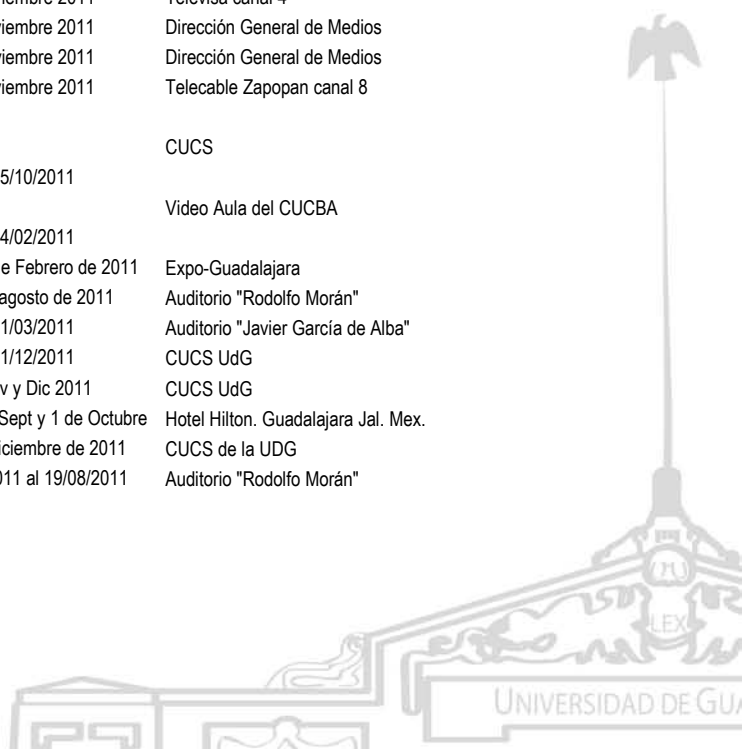 iembre 2011 Televisa canal 4
viembre 2011 Dirección General de Medios
viembre 2011 Dirección General de Medios
viembre 2011 Telecable Zapopan canal 8
CUCS
5/10/2011
Video Aula del CUCBA
4/02/2011
e Febrero de 2011 Expo-Guadalajara
agosto de 2011 Auditorio "Rodolfo Morán"
1/03/2011 Auditorio "Javier García de Alba"
1/12/2011 CUCS UdG
v y Dic 2011 CUCS UdG
Sept y 1 de Octubre Hotel Hilton. Guadalajara Jal. Mex.
iciembre de 2011 CUCS de la UDG
011 al 19/08/2011 Auditorio "Rodolfo Morán"
LEX
UNIVERSIDAD DE GUA